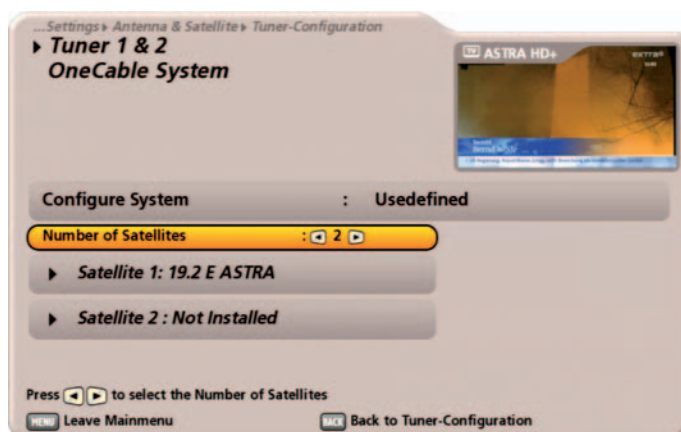 ...Settings▸ Antenna & Satellite▸ Tuner-Configuration
▸ Tuner 1 & 2
OneCable System
TV ASTRA HD+
Configure System : Usedefined
Number of Satellites : ◂ 2 ▸
▸ Satellite 1: 19.2 E ASTRA
▸ Satellite 2 : Not Installed
Press ◂ ▸ to select the Number of Satellites
MENU Leave Mainmenu BACK Back to Tuner-Configuration